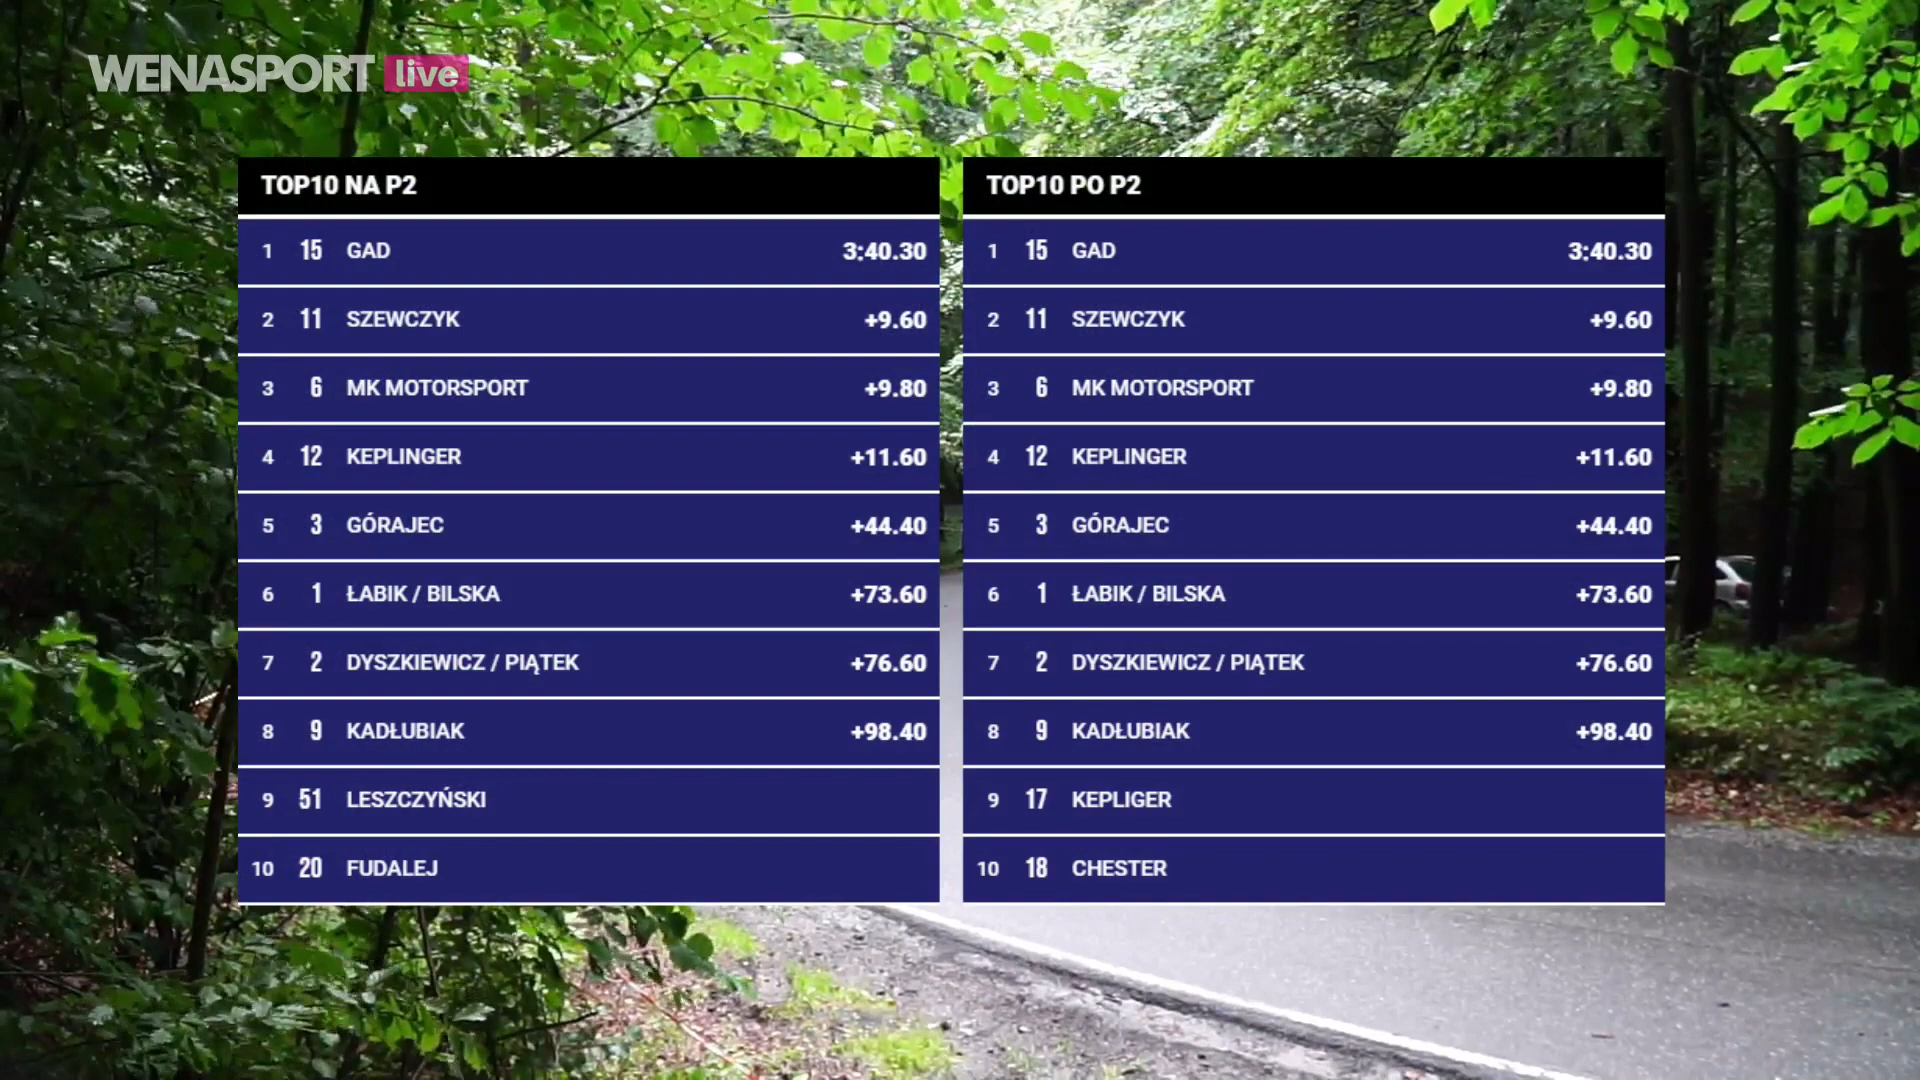 WENASPORT live
TOP10 NA P2
1 15 GAD 3:40.30
2 11 SZEWCZYK +9.60
3 6 MK MOTORSPORT +9.80
4 12 KEPLINGER +11.60
5 3 GÓRAJEC +44.40
6 1 ŁABIK / BILSKA +73.60
7 2 DYSZKIEWICZ / PIĄTEK +76.60
8 9 KADŁUBIAK +98.40
9 51 LESZCZYŃSKI
10 20 FUDALEJ
TOP10 PO P2
1 15 GAD 3:40.30
2 11 SZEWCZYK +9.60
3 6 MK MOTORSPORT +9.80
4 12 KEPLINGER +11.60
5 3 GÓRAJEC +44.40
6 1 ŁABIK / BILSKA +73.60
7 2 DYSZKIEWICZ / PIĄTEK +76.60
8 9 KADŁUBIAK +98.40
9 17 KEPLIGER
10 18 CHESTER